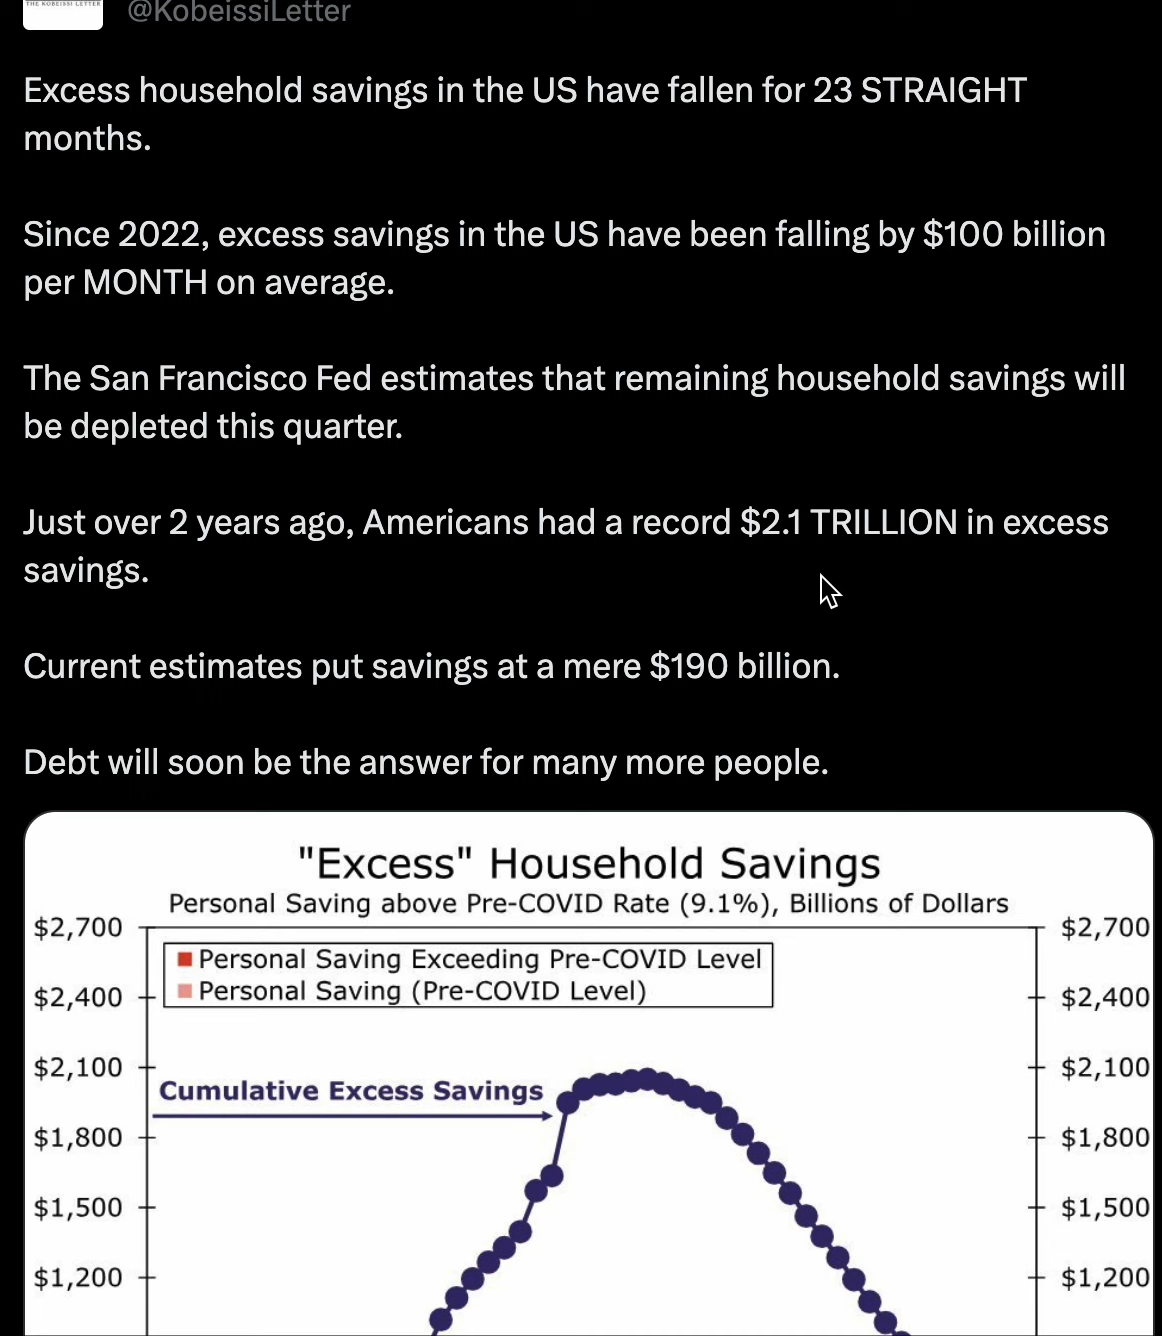 THE KOBEISSI LETTER
@KobeissiLetter
Excess household savings in the US have fallen for 23 STRAIGHT
months.
Since 2022, excess savings in the US have been falling by $100 billion
per MONTH on average.
The San Francisco Fed estimates that remaining household savings will
be depleted this quarter.
Just over 2 years ago, Americans had a record $2.1 TRILLION in excess
savings.
Current estimates put savings at a mere $190 billion.
Debt will soon be the answer for many more people.
"Excess" Household Savings
Personal Saving above Pre-COVID Rate (9.1%), Billions of Dollars
$2,700 $2,700
Personal Saving Exceeding Pre-COVID Level
Personal Saving (Pre-COVID Level)
$2,400 $2,400
$2,100 $2,100
Cumulative Excess Savings
$1,800 $1,800
$1,500 $1,500
$1,200 $1,200